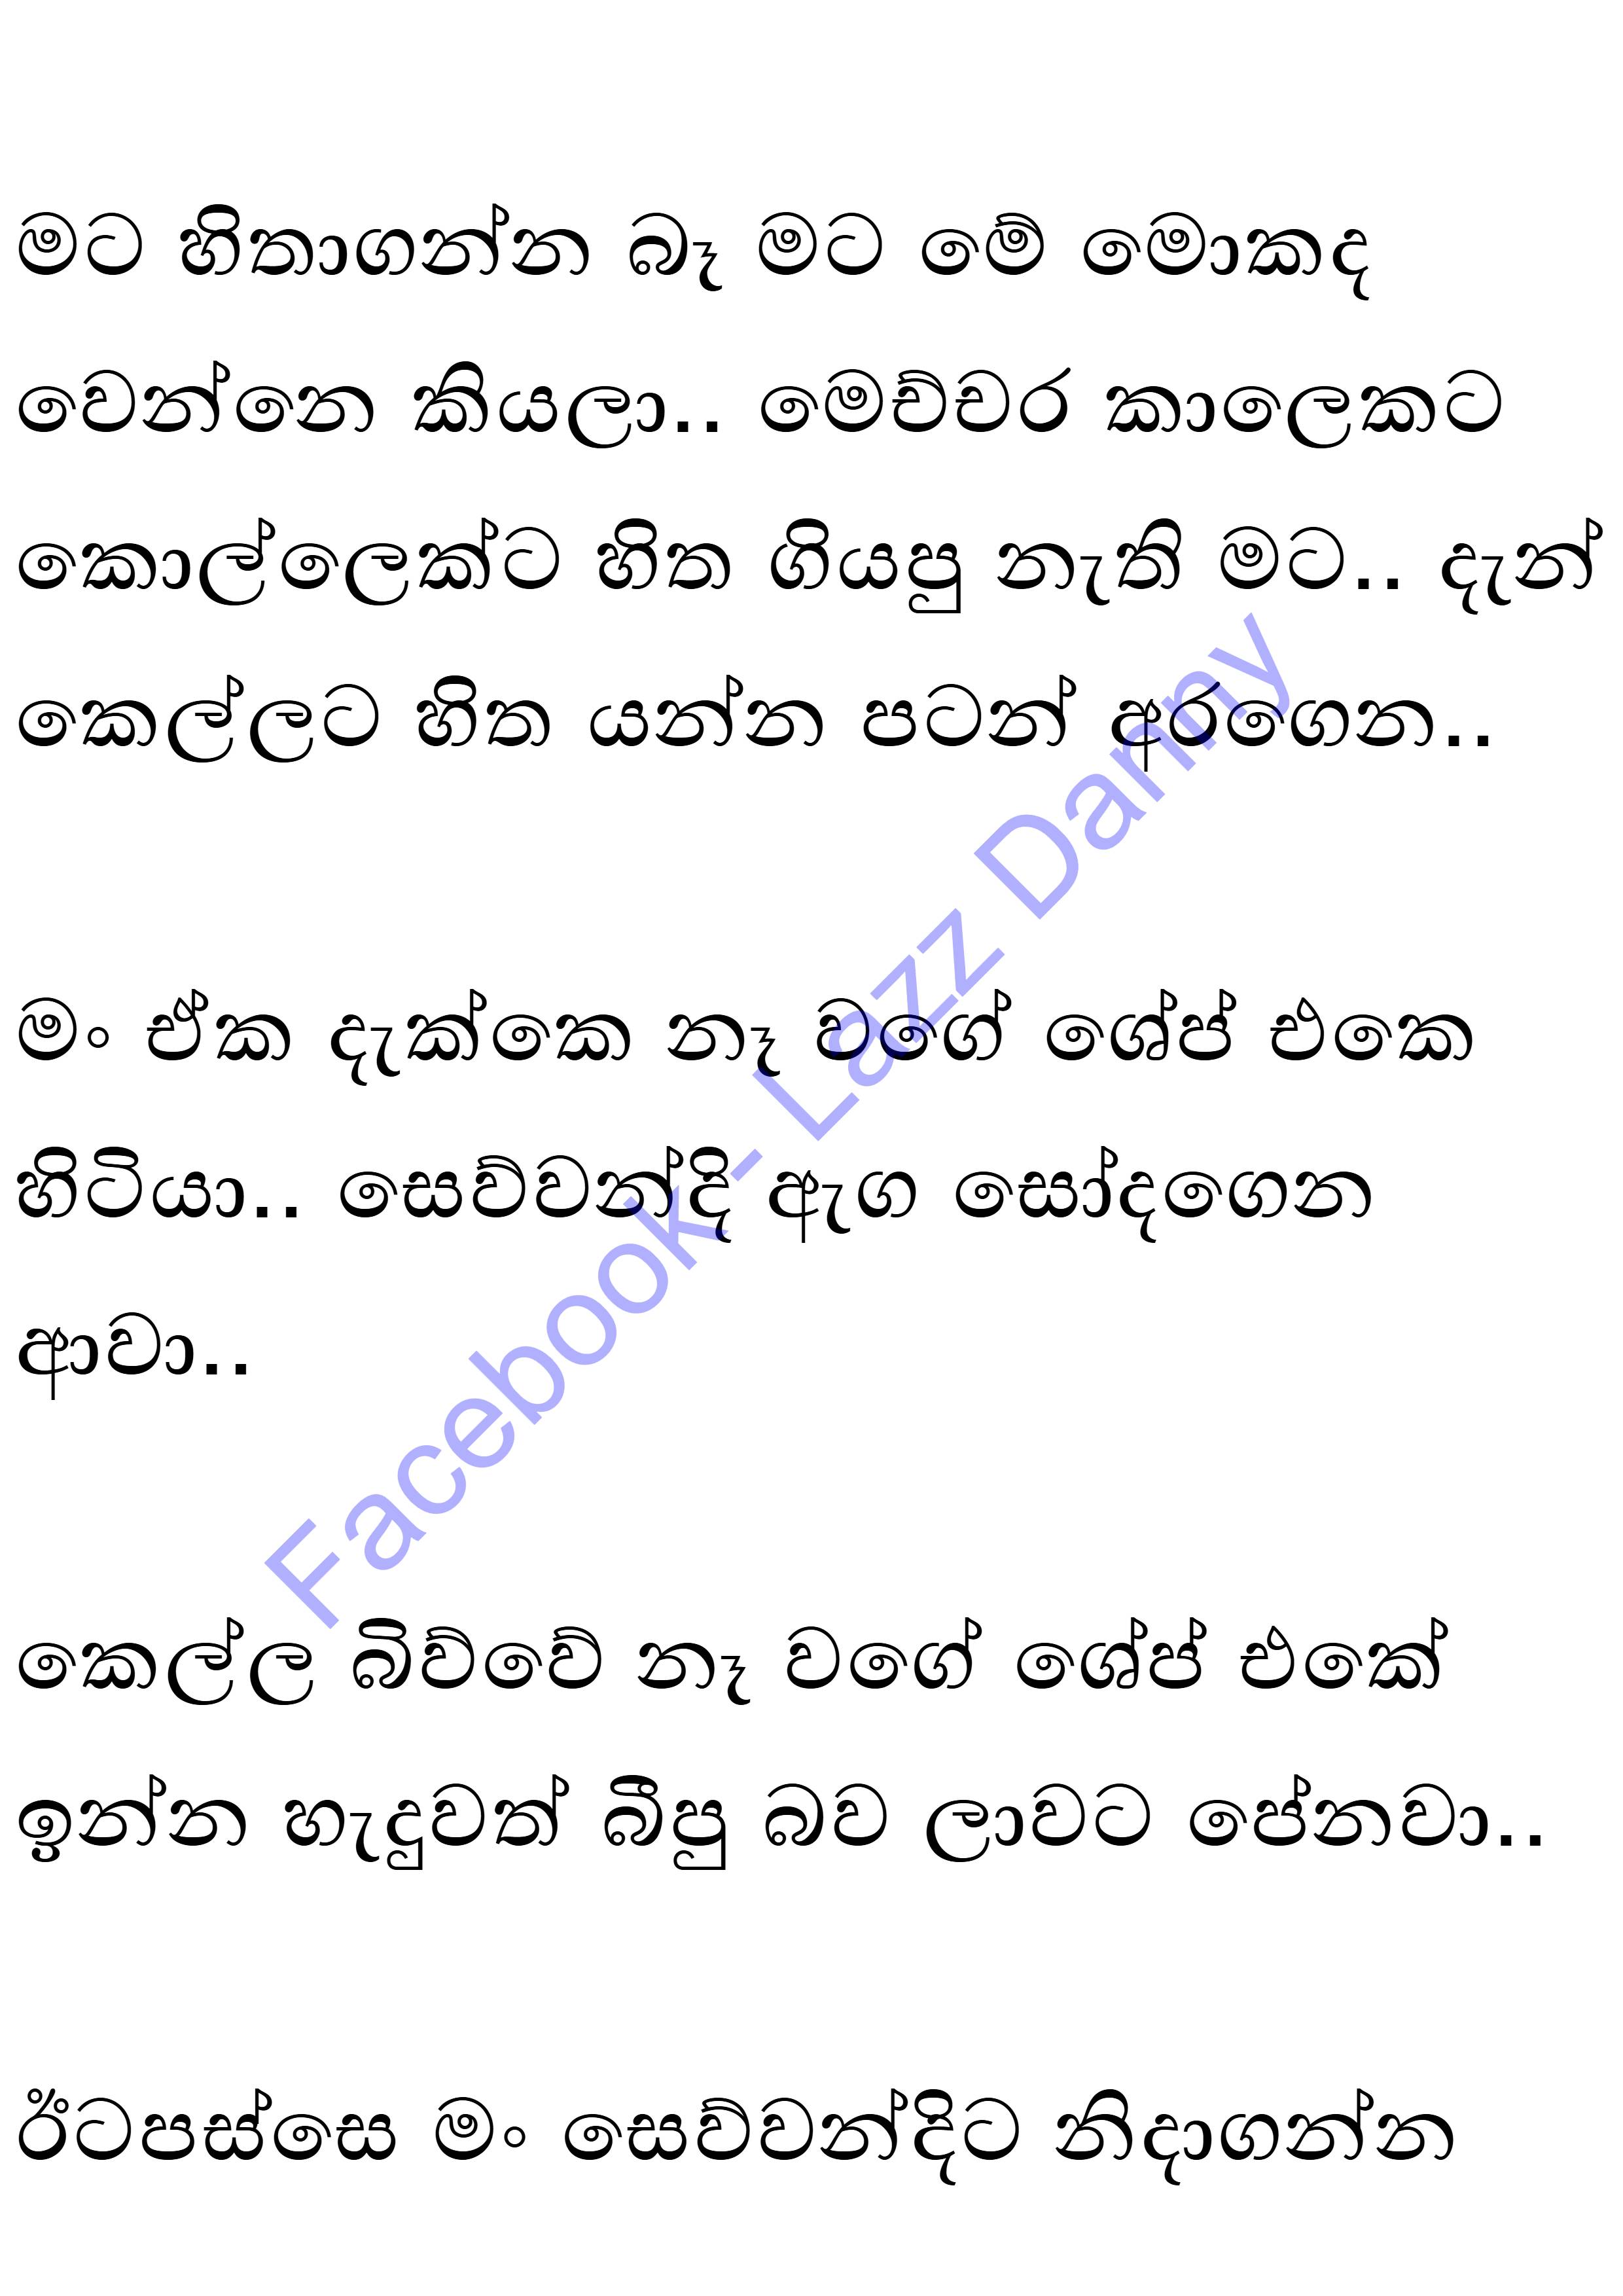 මට හිතාගන්න බෑ මට මේ මොකද
වෙන්නෙ කියලා.. මෙච්චර කාලෙකට
කොල්ලෙක්ට හිත ගියපු නැති මට.. දැන්
කෙල්ලට හිත යන්න පටන් අරගෙන..
මං ඒක දැක්කෙ නෑ වගේ ශේප් එකෙ
හිටියා.. සෙව්වන්දි ඇග සෝදගෙන
ආවා..
කෙල්ල බිව්වේ නෑ වගේ ශේප් එකේ
ඉන්න හැදුවත් බීපු බව ලාවට පේනවා..
ඊටපස්සෙ මං සෙව්වන්දිට නිදාගන්න
Facebook - Lazz Danny